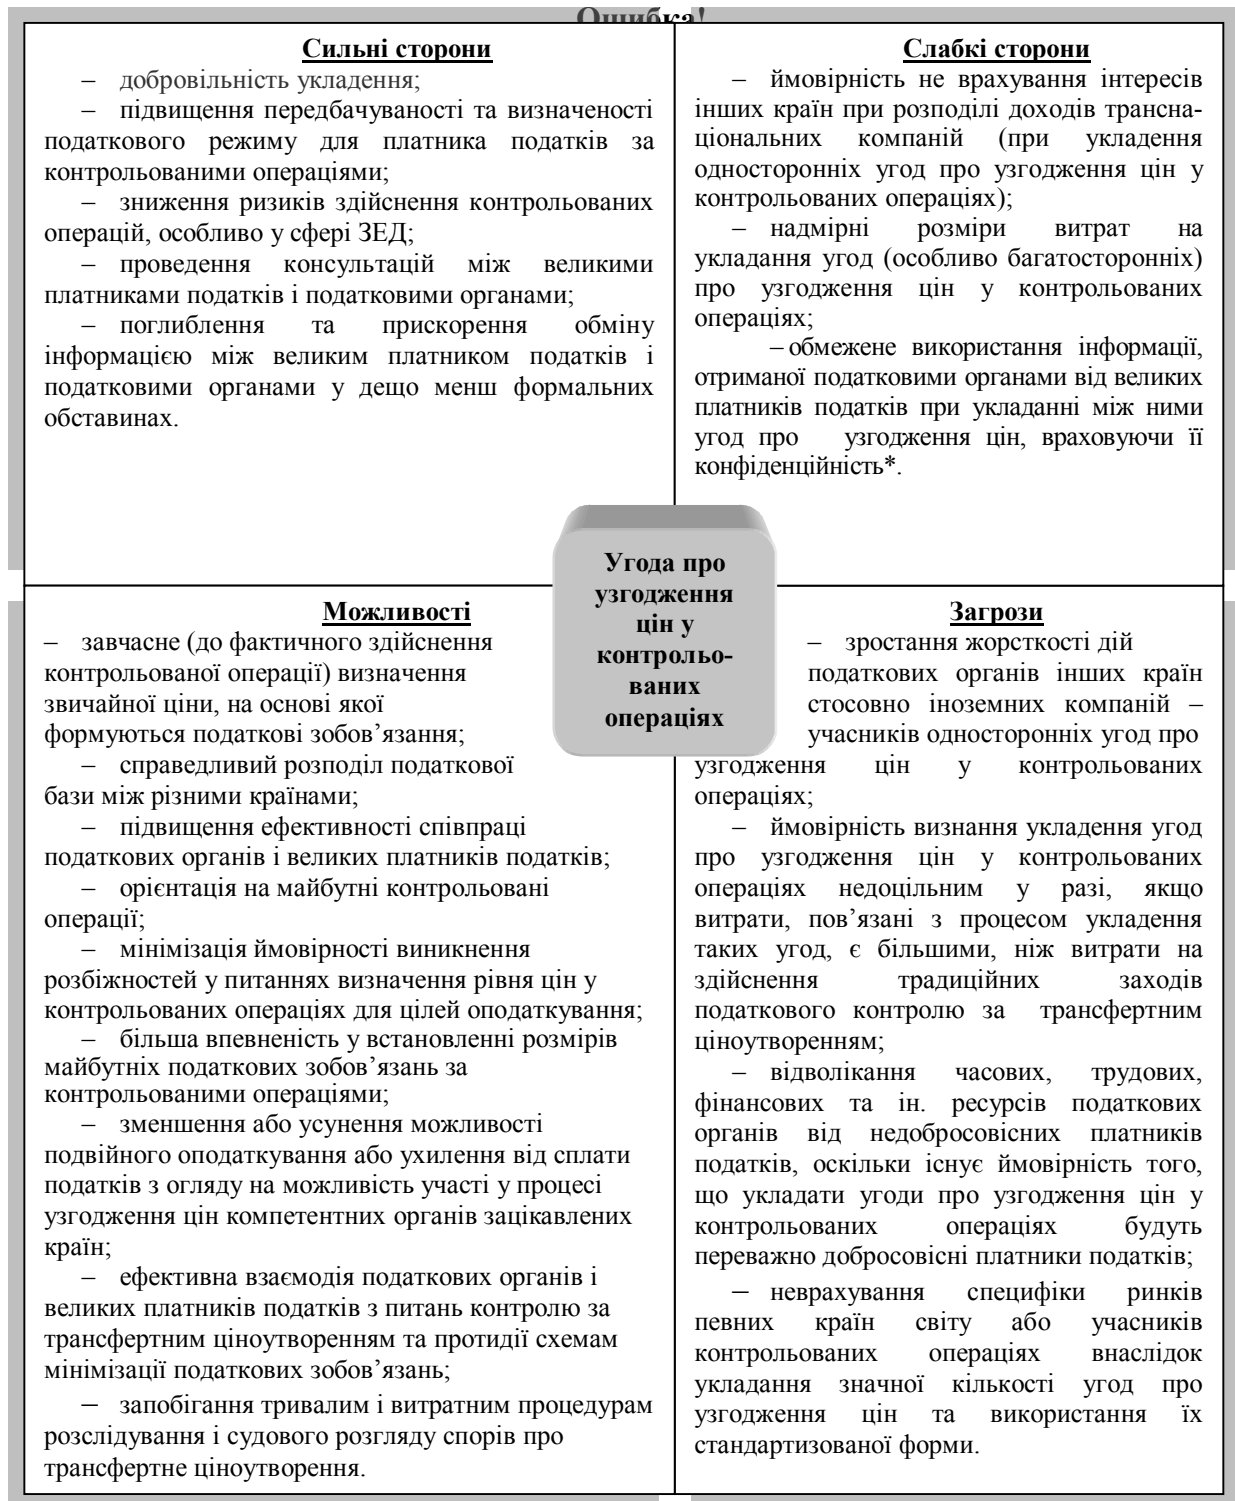 Ошибка!
Сильні сторони
– добровільність укладення;
– підвищення передбачуваності та визначеності
податкового режиму для платника податків за
контрольованими операціями;
– зниження ризиків здійснення контрольованих
операцій, особливо у сфері ЗЕД;
– проведення консультацій між великими
платниками податків і податковими органами;
– поглиблення та прискорення обміну
інформацією між великим платником податків і
податковими органами у дещо менш формальних
обставинах.
Слабкі сторони
– ймовірність не врахування інтересів
інших країн при розподілі доходів трансна-
ціональних компаній (при укладення
односторонніх угод про узгодження цін у
контрольованих операціях);
– надмірні розміри витрат на
укладання угод (особливо багатосторонніх)
про узгодження цін у контрольованих
операціях;
– обмежене використання інформації,
отриманої податковими органами від великих
платників податків при укладанні між ними
угод про узгодження цін, враховуючи її
конфіденційність*.
Угода про
узгодження
цін у
контрольо-
ваних
операціях
Можливості
– завчасне (до фактичного здійснення
контрольованої операції) визначення
звичайної ціни, на основі якої
формуються податкові зобов’язання;
– справедливий розподіл податкової
бази між різними країнами;
– підвищення ефективності співпраці
податкових органів і великих платників податків;
– орієнтація на майбутні контрольовані
операції;
– мінімізація ймовірності виникнення
розбіжностей у питаннях визначення рівня цін у
контрольованих операціях для цілей оподаткування;
– більша впевненість у встановленні розмірів
майбутніх податкових зобов’язань за
контрольованими операціями;
– зменшення або усунення можливості
подвійного оподаткування або ухилення від сплати
податків з огляду на можливість участі у процесі
узгодження цін компетентних органів зацікавлених
країн;
– ефективна взаємодія податкових органів і
великих платників податків з питань контролю за
трансфертним ціноутворенням та протидії схемам
мінімізації податкових зобов’язань;
– запобігання тривалим і витратним процедурам
розслідування і судового розгляду спорів про
трансфертне ціноутворення.
Загрози
– зростання жорсткості дій
податкових органів інших країн
стосовно іноземних компаній –
учасників односторонніх угод про
узгодження цін у контрольованих
операціях;
– ймовірність визнання укладення угод
про узгодження цін у контрольованих
операціях недоцільним у разі, якщо
витрати, пов’язані з процесом укладення
таких угод, є більшими, ніж витрати на
здійснення традиційних заходів
податкового контролю за трансфертним
ціноутворенням;
– відволікання часових, трудових,
фінансових та ін. ресурсів податкових
органів від недобросовісних платників
податків, оскільки існує ймовірність того,
що укладати угоди про узгодження цін у
контрольованих операціях будуть
переважно добросовісні платники податків;
– неврахування специфіки ринків
певних країн світу або учасників
контрольованих операціях внаслідок
укладання значної кількості угод про
узгодження цін та використання їх
стандартизованої форми.